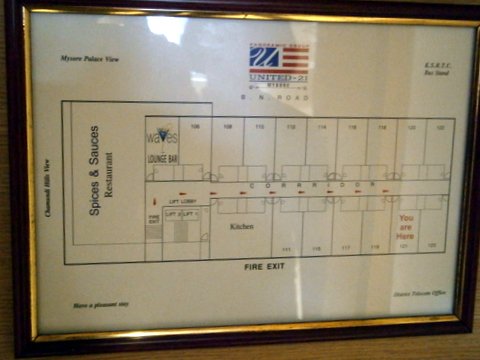 PANORAMIC GROUP
UNITED-21
MYSORE
B. N. ROAD
Mysore Palace View
K.S.R.T.C.
Bus Stand
Chamundi Hills View
Spices & Sauces
Restaurant
waves
LOUNGE BAR
106
108
110
112
114
116
118
120
122
CORRRIDOR
FIRE
EXIT
LIFT LOBBY
LIFT 2
LIFT 1
Kitchen
111
115
117
119
You
are
Here
121
123
FIRE EXIT
Have a pleasant stay
District Telecom Office